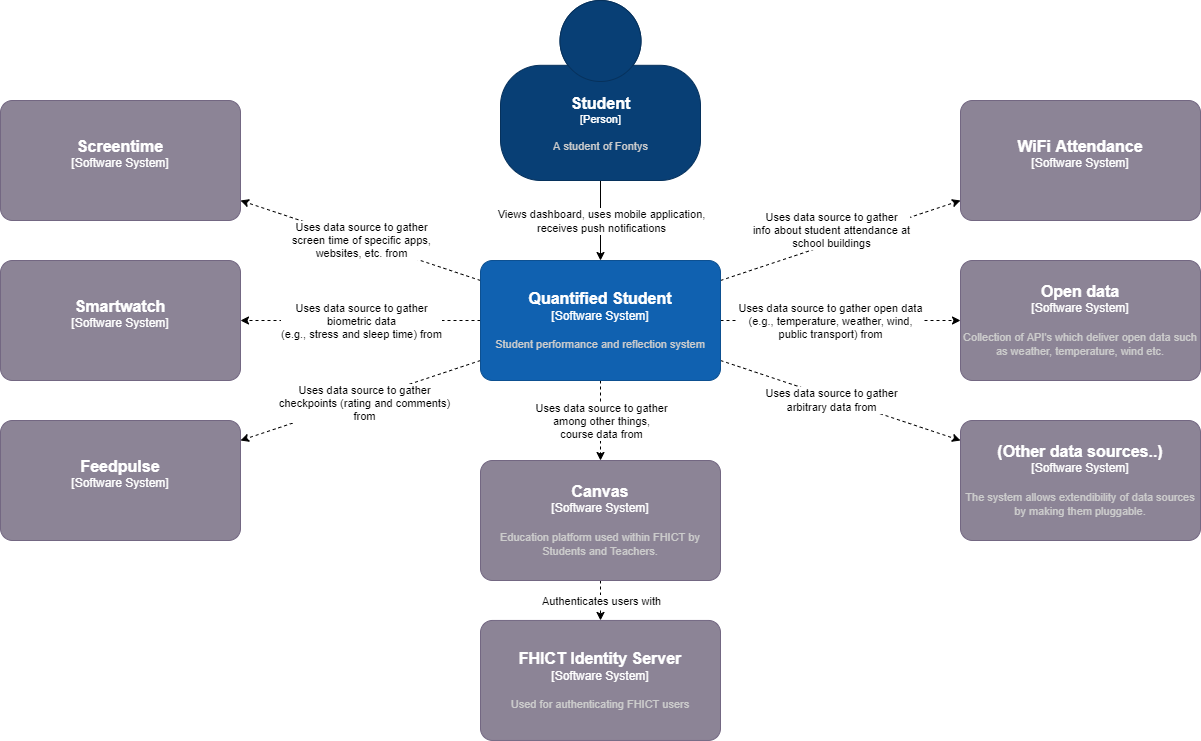 Student
[Person]
A student of Fontys
Screentime
[Software System]
WiFi Attendance
[Software System]
Views dashboard, uses mobile application,
receives push notifications
Uses data source to gather
screen time of specific apps,
websites, etc. from
Uses data source to gather
info about student attendance at
school buildings
Smartwatch
[Software System]
Uses data source to gather
biometric data
(e.g., stress and sleep time) from
Quantified Student
[Software System]
Student performance and reflection system
Uses data source to gather open data
(e.g., temperature, weather, wind,
public transport) from
Open data
[Software System]
Collection of API's which deliver open data such
as weather, temperature, wind etc.
Uses data source to gather
checkpoints (rating and comments)
from
Uses data source to gather
among other things,
course data from
Uses data source to gather
arbitrary data from
Feedpulse
[Software System]
Canvas
[Software System]
Education platform used within FHICT by
Students and Teachers.
(Other data sources..)
[Software System]
The system allows extendibility of data sources
by making them pluggable.
Authenticates users with
FHICT Identity Server
[Software System]
Used for authenticating FHICT users